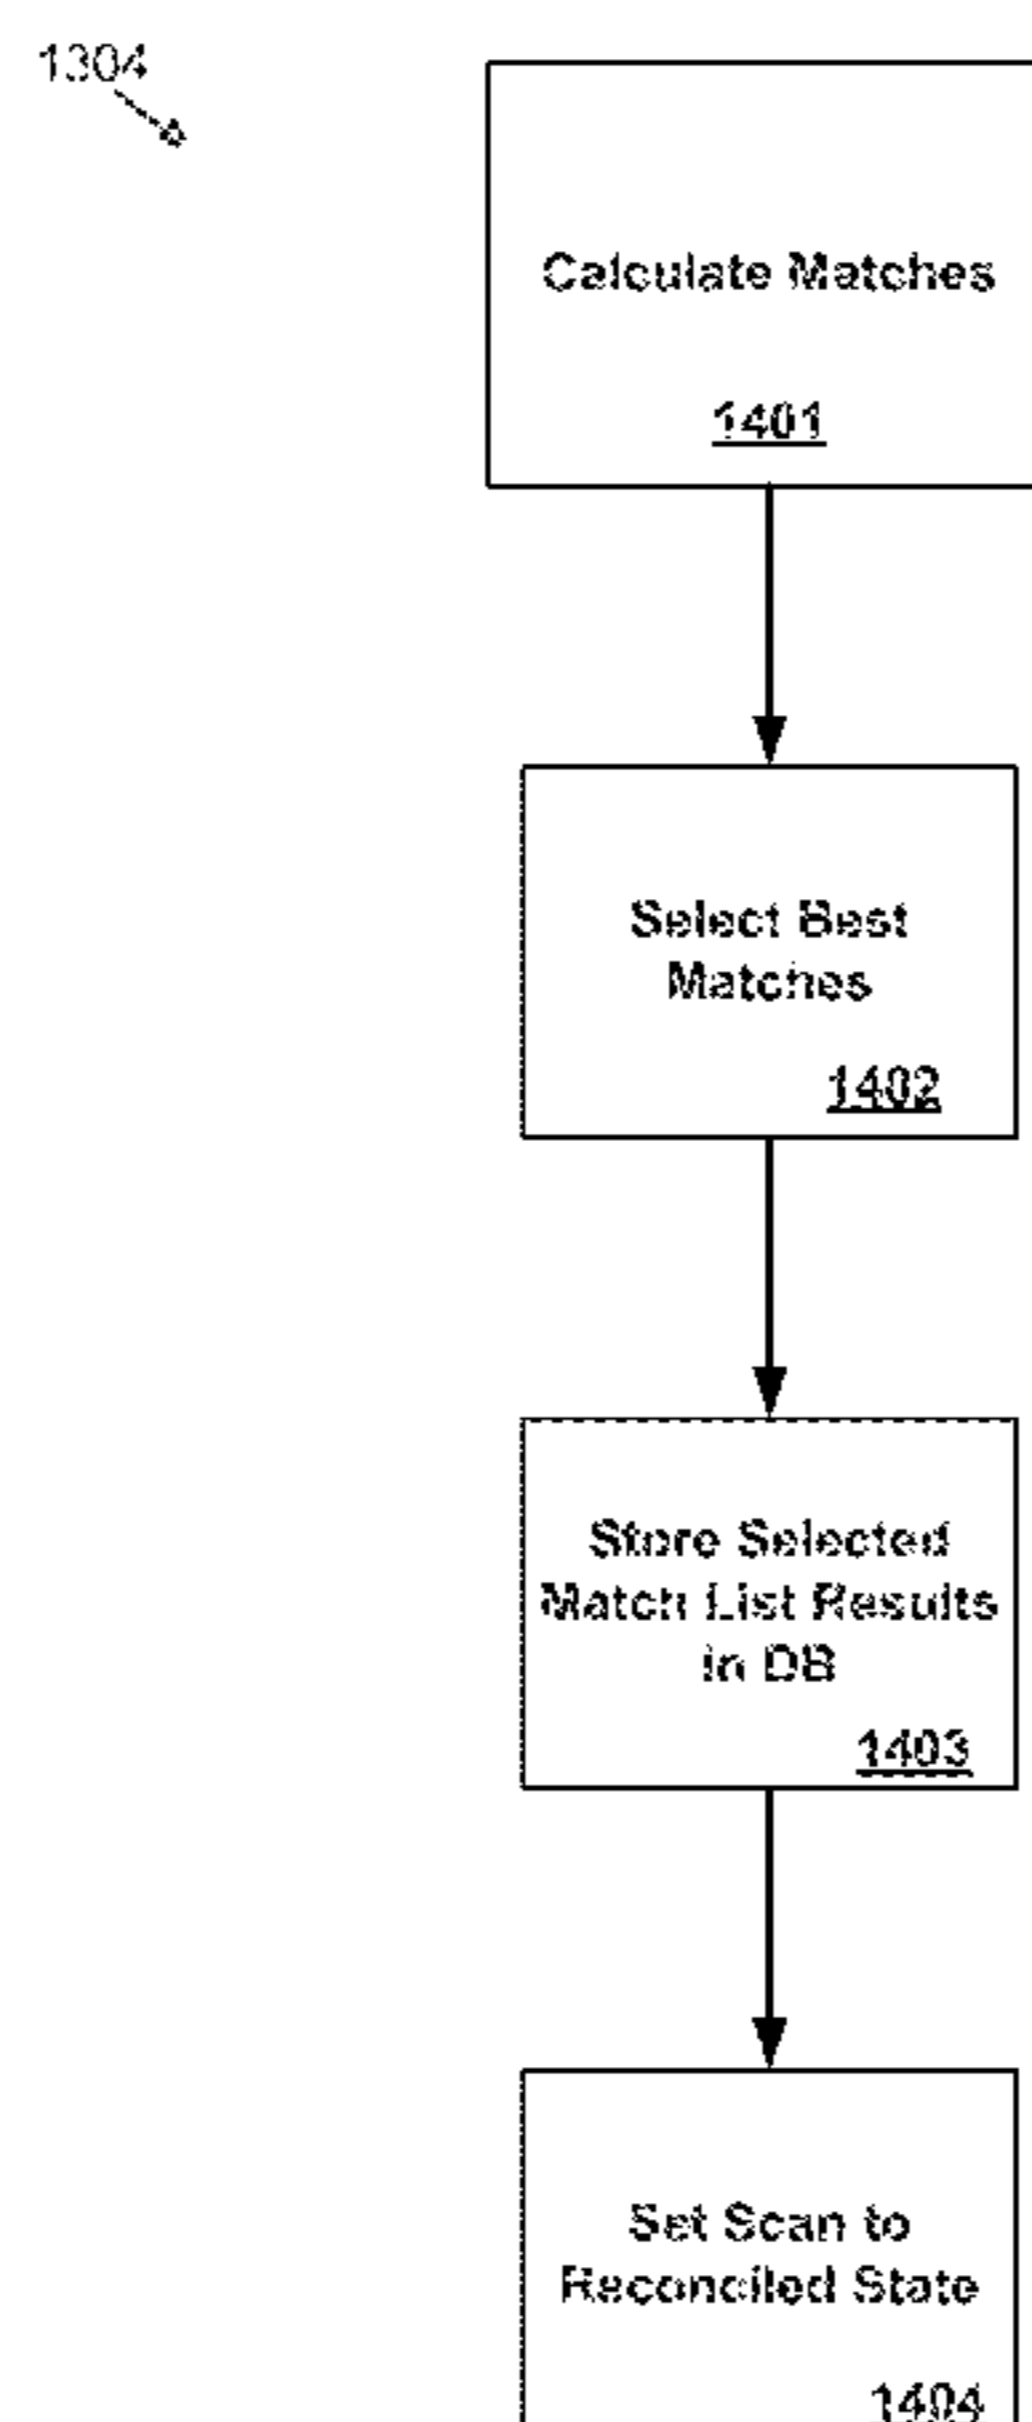 1304
Calculate Matches
1401
Select Best
Matches
1402
Store Selected
Match List Results
in DB
1403
Set Scan to
Reconciled State
1404